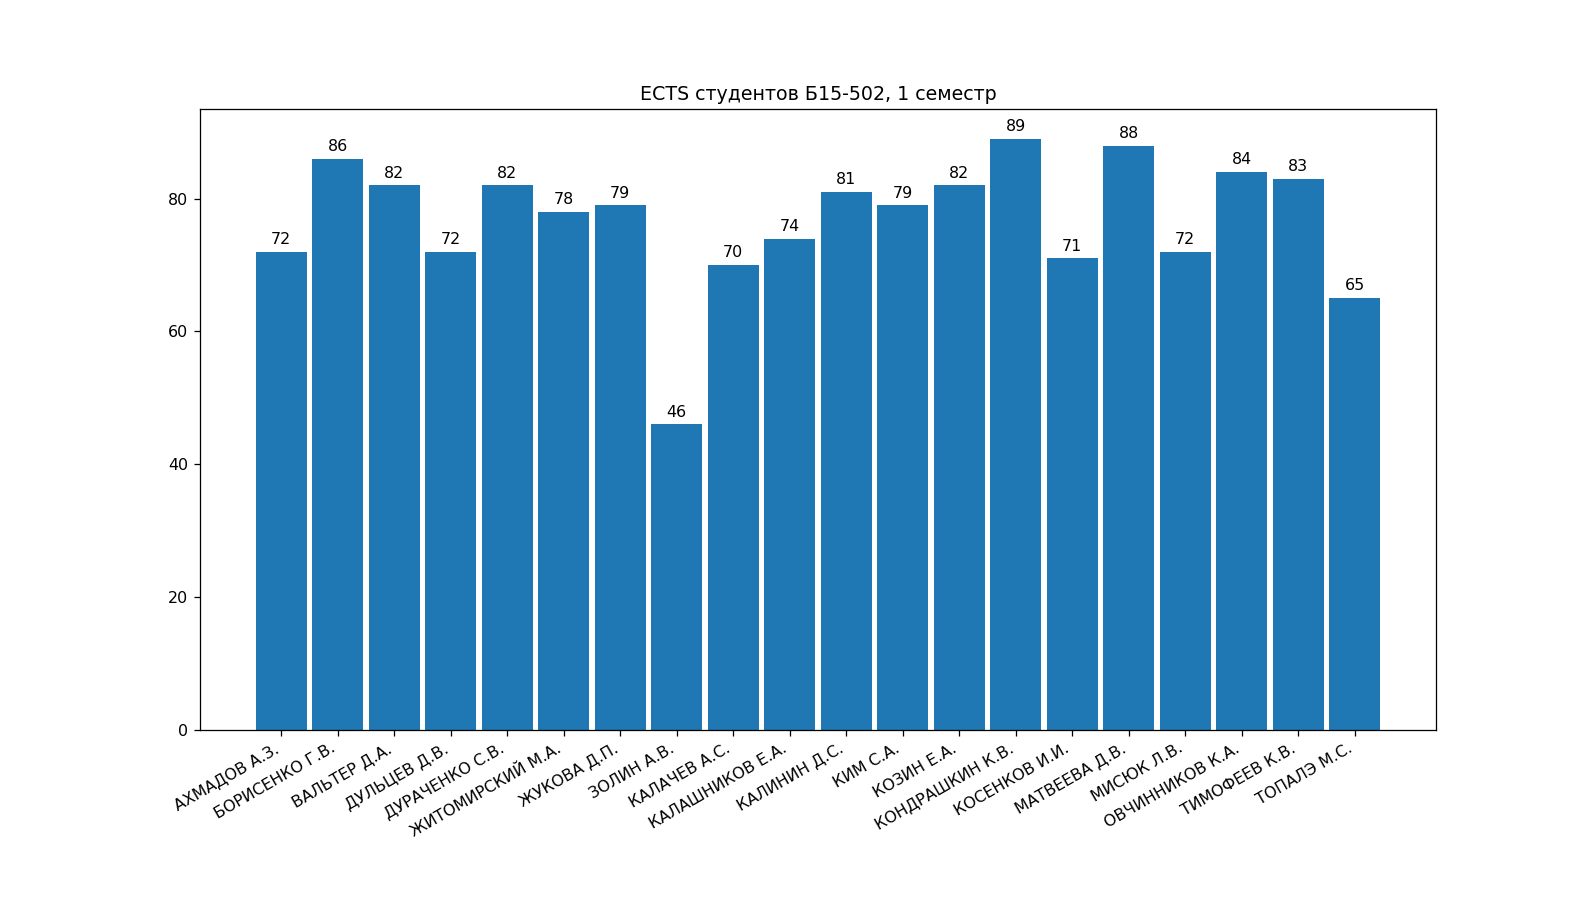 ECTS студентов Б15-502, 1 семестр
89
88
86
84
83
82
82
82
81
79
79
78
74
72
72
72
71
70
65
46
80
60
40
20
0
АХМАДОВ А.З.
БОРИСЕНКО Г.В.
ВАЛЬТЕР Д.А.
ДУЛЬЦЕВ Д.В.
ДУРАЧЕНКО С.В.
ЖИТОМИРСКИЙ М.А.
ЖУКОВА Д.П.
ЗОЛИН А.В.
КАЛАЧЕВ А.С.
КАЛАШНИКОВ Е.А.
КАЛИНИН Д.С.
КИМ С.А.
КОЗИН Е.А.
КОНДРАШКИН К.В.
КОСЕНКОВ И.И.
МАТВЕЕВА Д.В.
МИСЮК Л.В.
ОВЧИННИКОВ К.А.
ТИМОФЕЕВ К.В.
ТОПАЛЭ М.С.